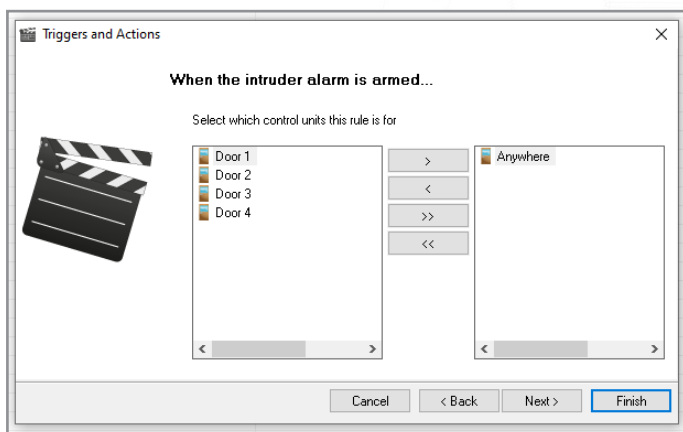 Triggers and Actions
When the intruder alarm is armed...
Select which control units this rule is for
Door 1
Door 2
Door 3
Door 4
>
<
>>
<<
Anywhere
Cancel
< Back
Next >
Finish